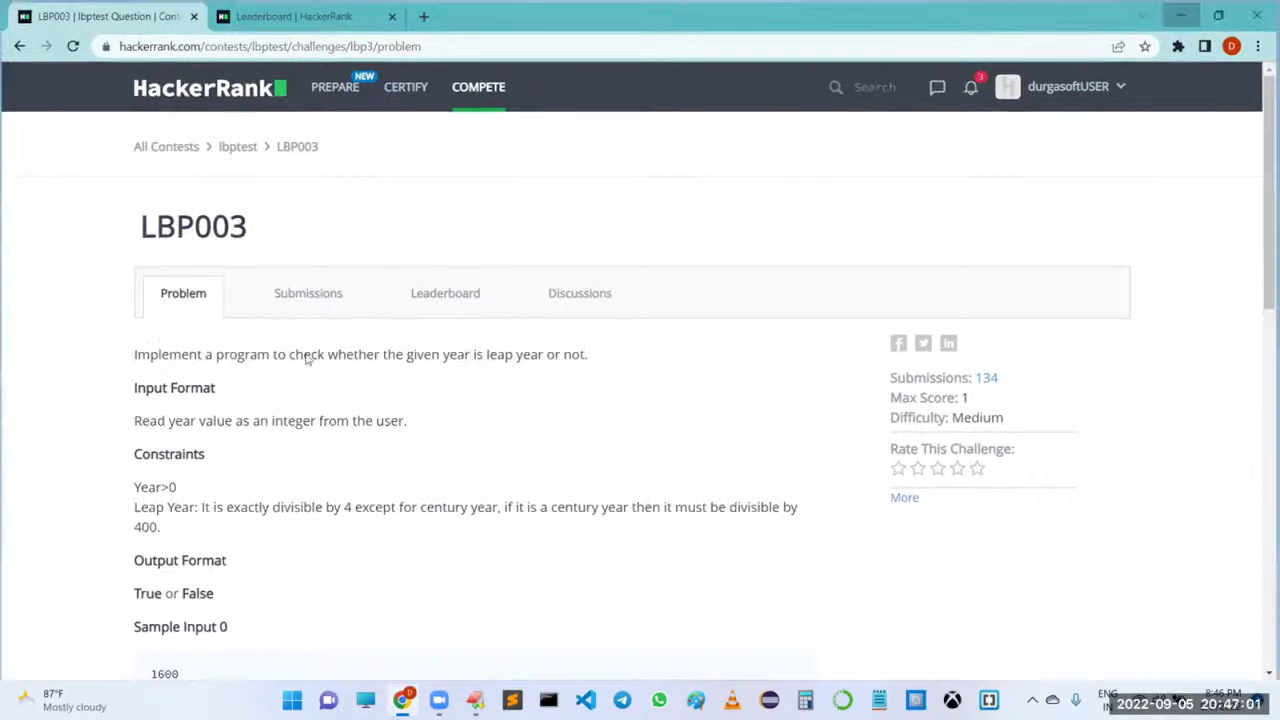 LBP003 | lbptest Question | Cont
Leaderboard | HackerRank
hackerrank.com/contests/lbptest/challenges/lbp3/problem
D
HackerRank
PREPARE
NEW
CERTIFY
COMPETE
Search
3
H
durgasoftUSER
All Contests > lbptest > LBP003
LBP003
Problem
Submissions
Leaderboard
Discussions
Implement a program to check whether the given year is leap year or not.
Input Format
Read year value as an integer from the user.
Constraints
Year>0
Leap Year: It is exactly divisible by 4 except for century year, if it is a century year then it must be divisible by
400.
Output Format
True or False
Sample Input 0
1600
Submissions: 134
Max Score: 1
Difficulty: Medium
Rate This Challenge:
More
87°F
Mostly cloudy
ENG
IN
8:46 PM
2022-09-05 20:47:01